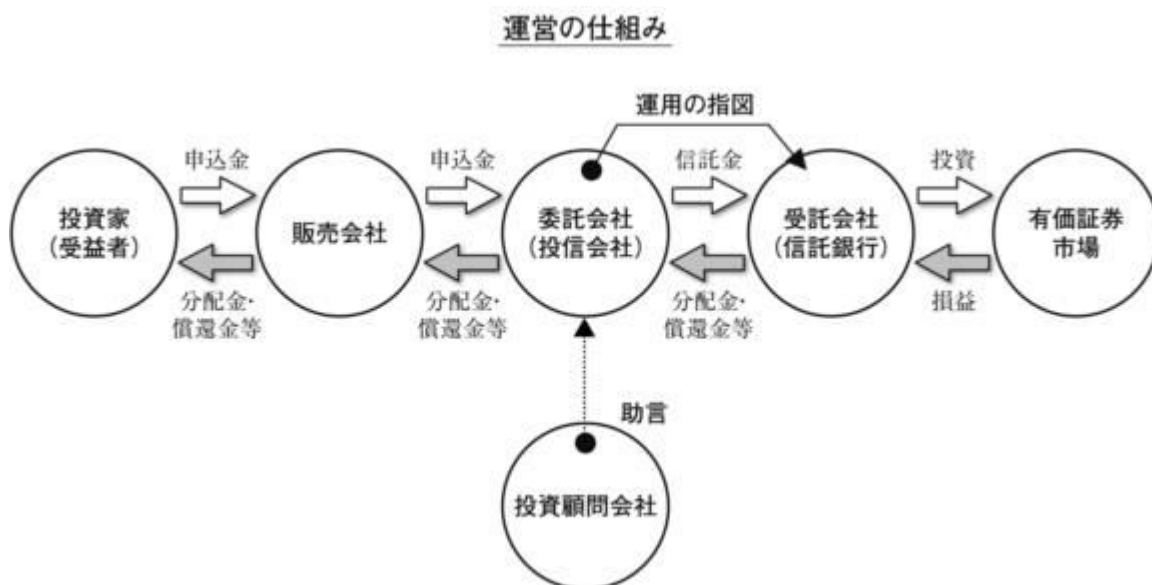 運営の仕組み
運用の指図
申込金
申込金
信託金
投資
投資家
（受益者）
販売会社
委託会社
（投信会社）
受託会社
（信託銀行）
有価証券
市場
分配金・
償還金等
分配金・
償還金等
分配金・
償還金等
損益
助言
投資顧問会社